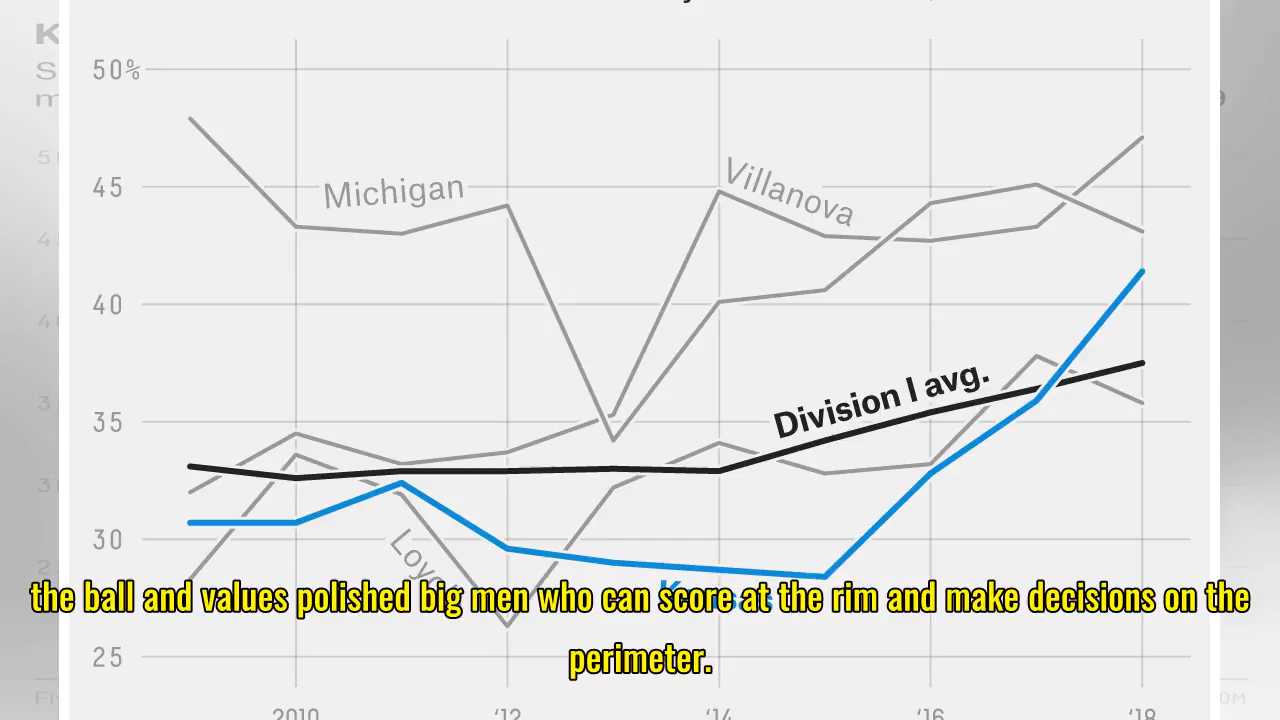 50%
Michigan
Villanova
45
40
Division I avg.
35
30
the ball and values polished big men who can score at the rim and make decisions on the
perimeter.
25
2010 '12 '14 '16 '18